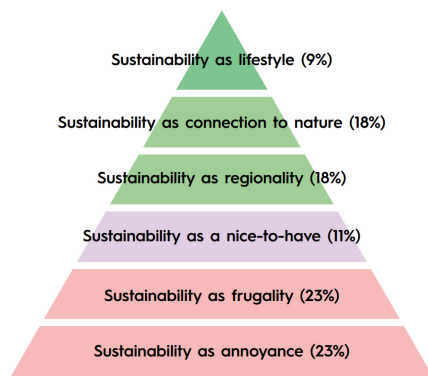 Sustainability as lifestyle (9%)
Sustainability as connection to nature (18%)
Sustainability as regionality (18%)
Sustainability as a nice-to-have (11%)
Sustainability as frugality (23%)
Sustainability as annoyance (23%)